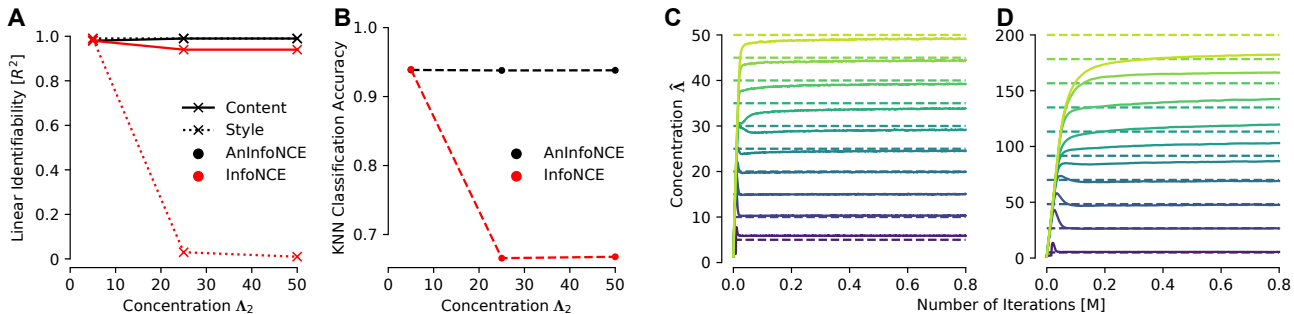 A
Linear Identifiability [R²]
1.0
0.8
0.6
0.4
0.2
0
0 10 20 30 40 50
Concentration Λ₂
Content
Style
AnInfoNCE
InfoNCE
B
KNN Classification Accuracy
1.0
0.9
0.8
0.7
0 10 20 30 40 50
Concentration Λ₂
AnInfoNCE
InfoNCE
C
Concentration Λ̂
50
40
30
20
10
0
0.0 0.2 0.4 0.6 0.8
D
200
150
100
50
0
0.0 0.2 0.4 0.6 0.8
Number of Iterations [M]